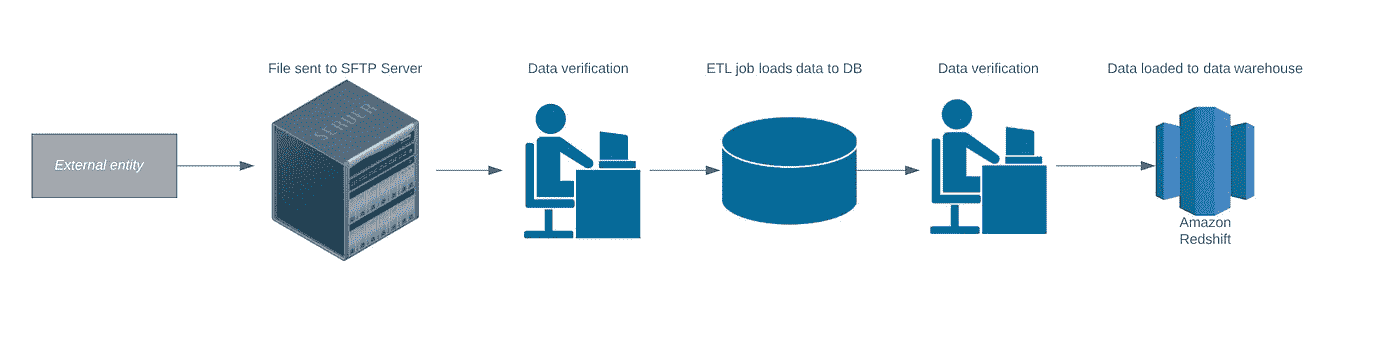 File sent to SFTP Server
Data verification
ETL job loads data to DB
Data verification
Data loaded to data warehouse
SERVER
External entity
Amazon
Redshift